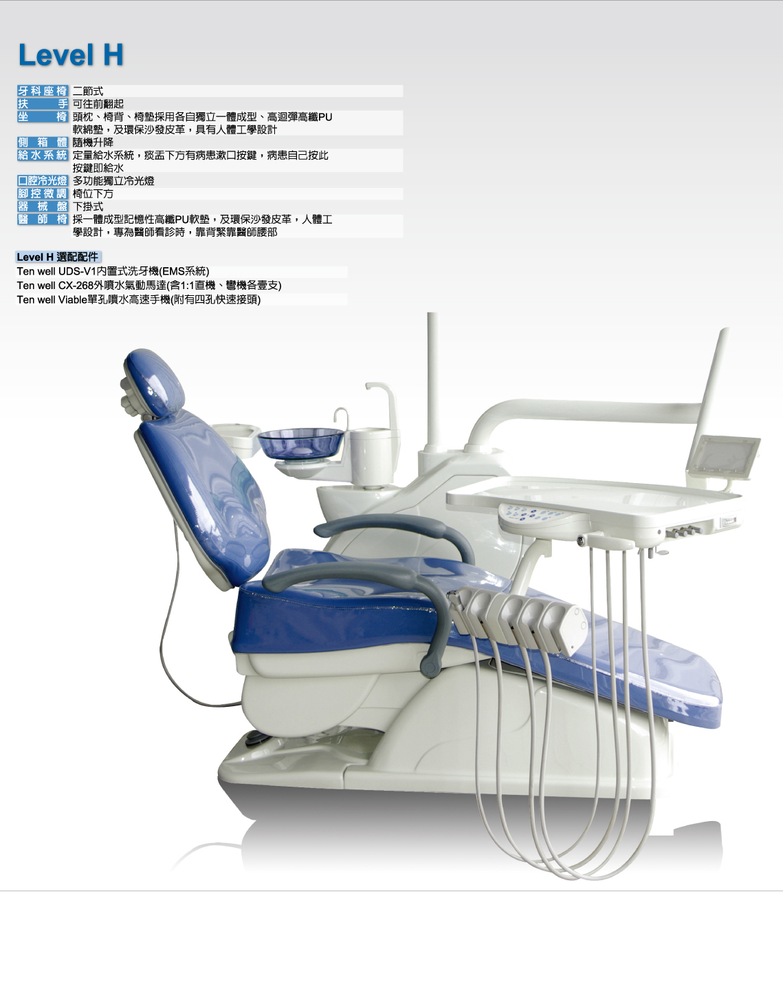 Level H
牙科座椅 二節式
扶手 可往前翻起
坐椅 頭枕、椅背、椅墊採用各自獨立一體成型、高迴彈高纖PU
軟綿墊，及環保沙發皮革，具有人體工學設計
側箱體 隨機升降
給水系統 定量給水系統，痰盂下方有病患漱口按鍵，病患自己按此
按鍵即給水
口腔冷光燈 多功能獨立冷光燈
腳控微調 椅位下方
器械盤 下掛式
醫師椅 採一體成型記憶性高纖PU軟墊，及環保沙發皮革，人體工
學設計，專為醫師看診時，靠背緊靠醫師腰部
Level H 選配配件
Ten well UDS-V1內置式洗牙機(EMS系統)
Ten well CX-268外噴水氣動馬達(含1:1直機、彎機各壹支)
Ten well Viable單孔噴水高速手機(附有四孔快速接頭)